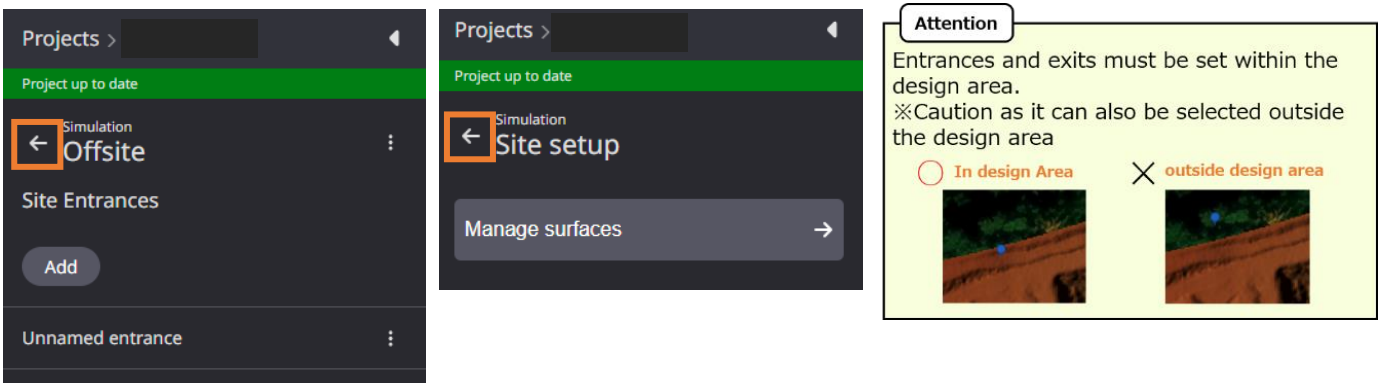 Projects >
Project up to date
Simulation
Offsite
Site Entrances
Add
Unnamed entrance
Projects >
Project up to date
Simulation
Site setup
Manage surfaces
Attention
Entrances and exits must be set within the
design area.
※Caution as it can also be selected outside
the design area
In design Area
outside design area